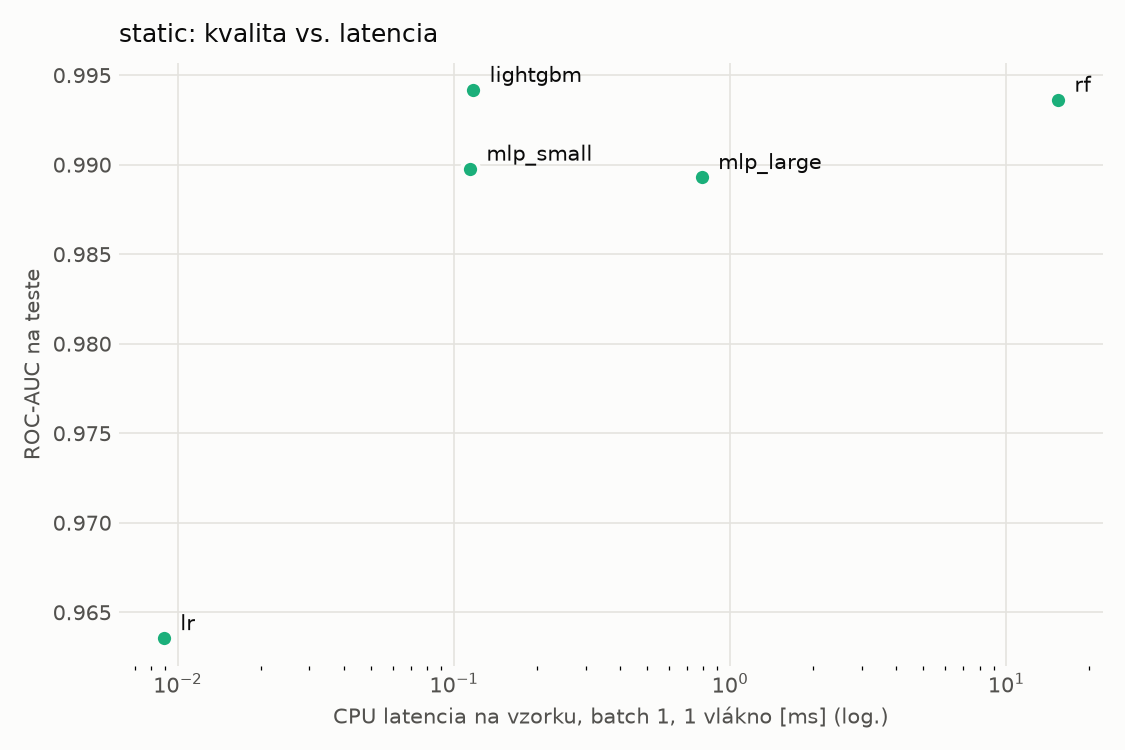 static: kvalita vs. latencia
0.995
0.990
0.985
0.980
0.975
0.970
0.965
ROC-AUC na teste
lightgbm
rf
mlp_small
mlp_large
lr
10⁻²
10⁻¹
10⁰
10¹
CPU latencia na vzorku, batch 1, 1 vlákno [ms] (log.)